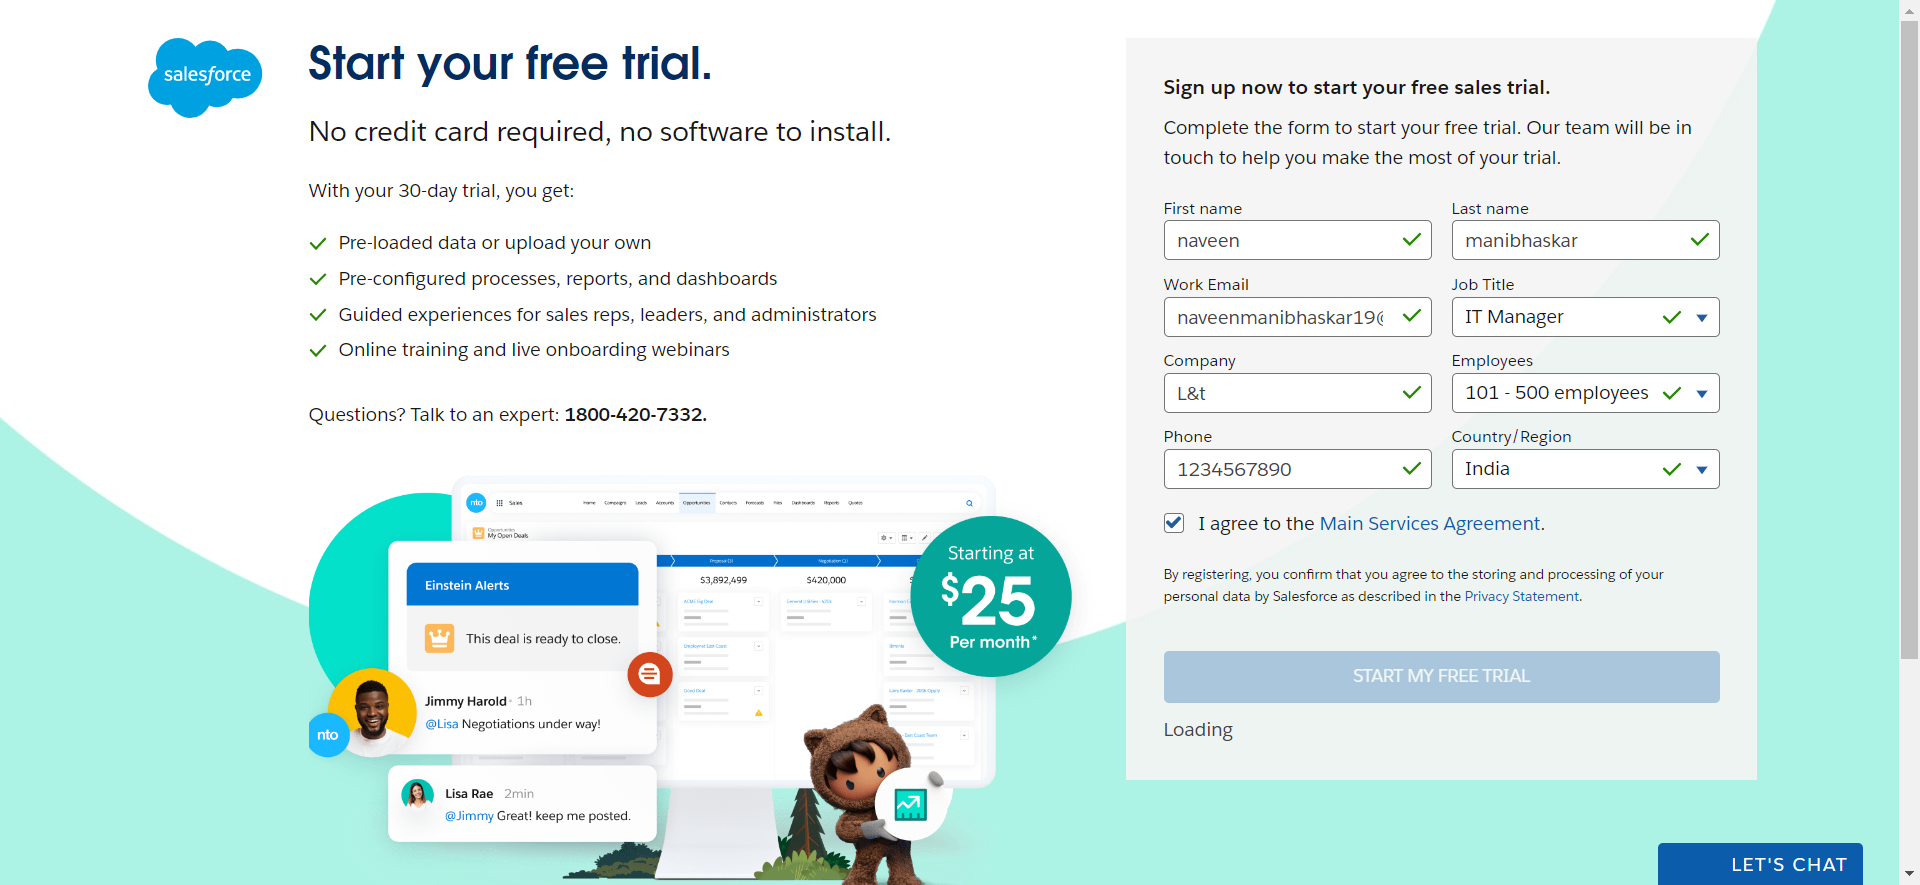 salesforce
Start your free trial.
No credit card required, no software to install.
With your 30-day trial, you get:
Pre-loaded data or upload your own
Pre-configured processes, reports, and dashboards
Guided experiences for sales reps, leaders, and administrators
Online training and live onboarding webinars
Questions? Talk to an expert: 1800-420-7332.
nto
Sales
Home Campaigns Leads Accounts Opportunities Contacts Forecasts Files Dashboards Reports Quotes
Opportunities
My Open Deals
$3,892,499
$420,000
Einstein Alerts
This deal is ready to close.
Jimmy Harold • 1h
@Lisa Negotiations under way!
nto
Lisa Rae 2min
@Jimmy Great! keep me posted.
Starting at
$25
Per month*
Sign up now to start your free sales trial.
Complete the form to start your free trial. Our team will be in
touch to help you make the most of your trial.
First name
Last name
naveen
manibhaskar
Work Email
Job Title
naveenmanibhaskar19@
IT Manager
Company
Employees
L&t
101 - 500 employees
Phone
Country/Region
1234567890
India
I agree to the Main Services Agreement.
By registering, you confirm that you agree to the storing and processing of your
personal data by Salesforce as described in the Privacy Statement.
START MY FREE TRIAL
Loading
LET'S CHAT